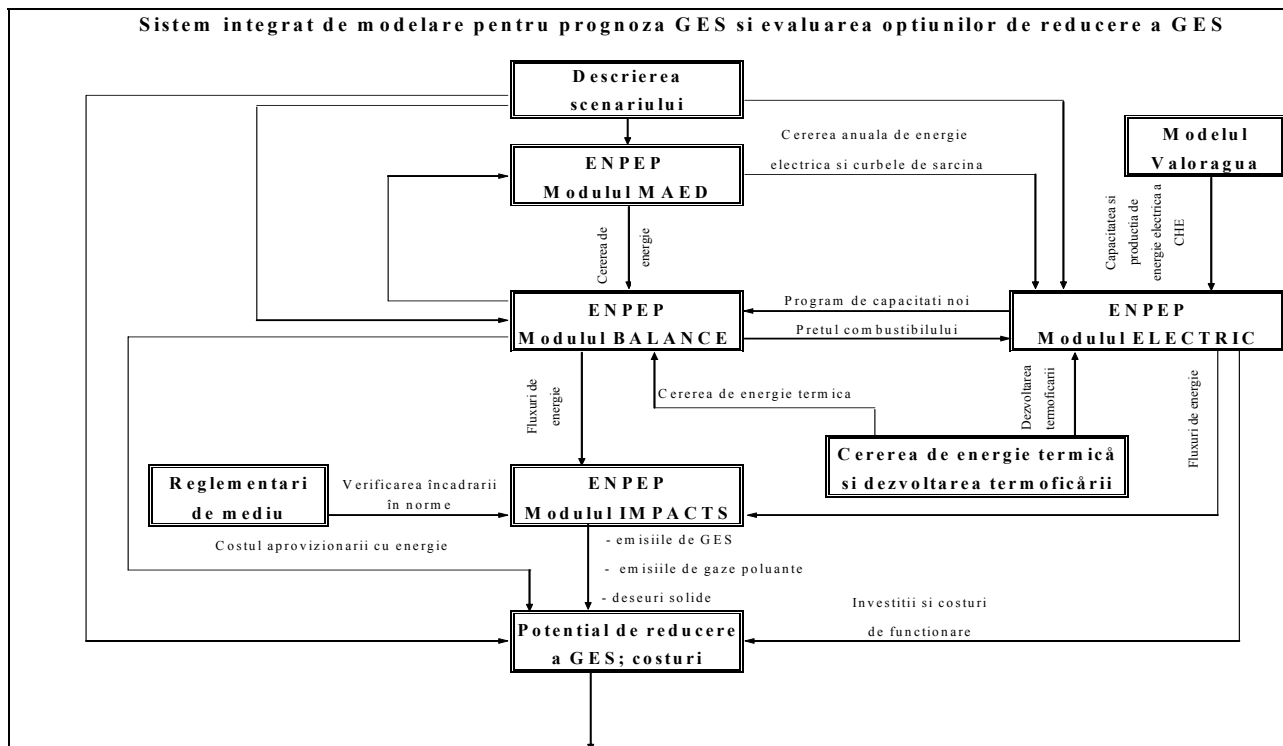 Sistem integrat de modelare pentru prognoza GES si evaluarea optiunilor de reducere a GES
Descrierea
scenariului
Cererea anuala de energie
electrica si curbele de sarcina
Modelul
Valoragua
ENPEP
Modulul MAED
Cererea de
energie
Capacitatea si
productia de
energie electrica a
CHE
ENPEP
Modulul BALANCE
Program de capacitati noi
Pretul combustibilului
ENPEP
Modulul ELECTRIC
Fluxuri de
energie
Cererea de energie termica
Dezvoltarea
termoficarii
Fluxuri de energie
Cererea de energie termică
si dezvoltarea termoficării
Reglementari
de mediu
Verificarea încadrarii
în norme
ENPEP
Modulul IMPACTS
Costul aprovizionarii cu energie
- emisiile de GES
- emisiile de gaze poluante
- deseuri solide
Investitii si costuri
de functionare
Potential de reducere
a GES; costuri